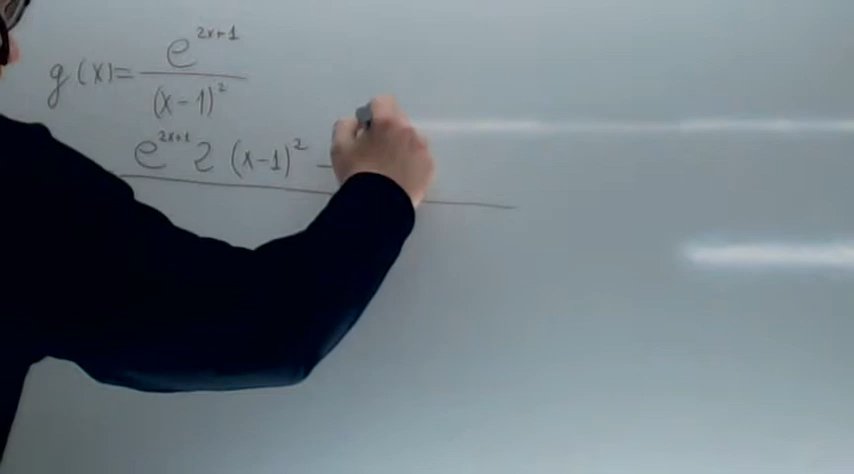 g(x) = e^{2x+1} / (x-1)^2
e^{2x+1} 2 (x-1)^2 -